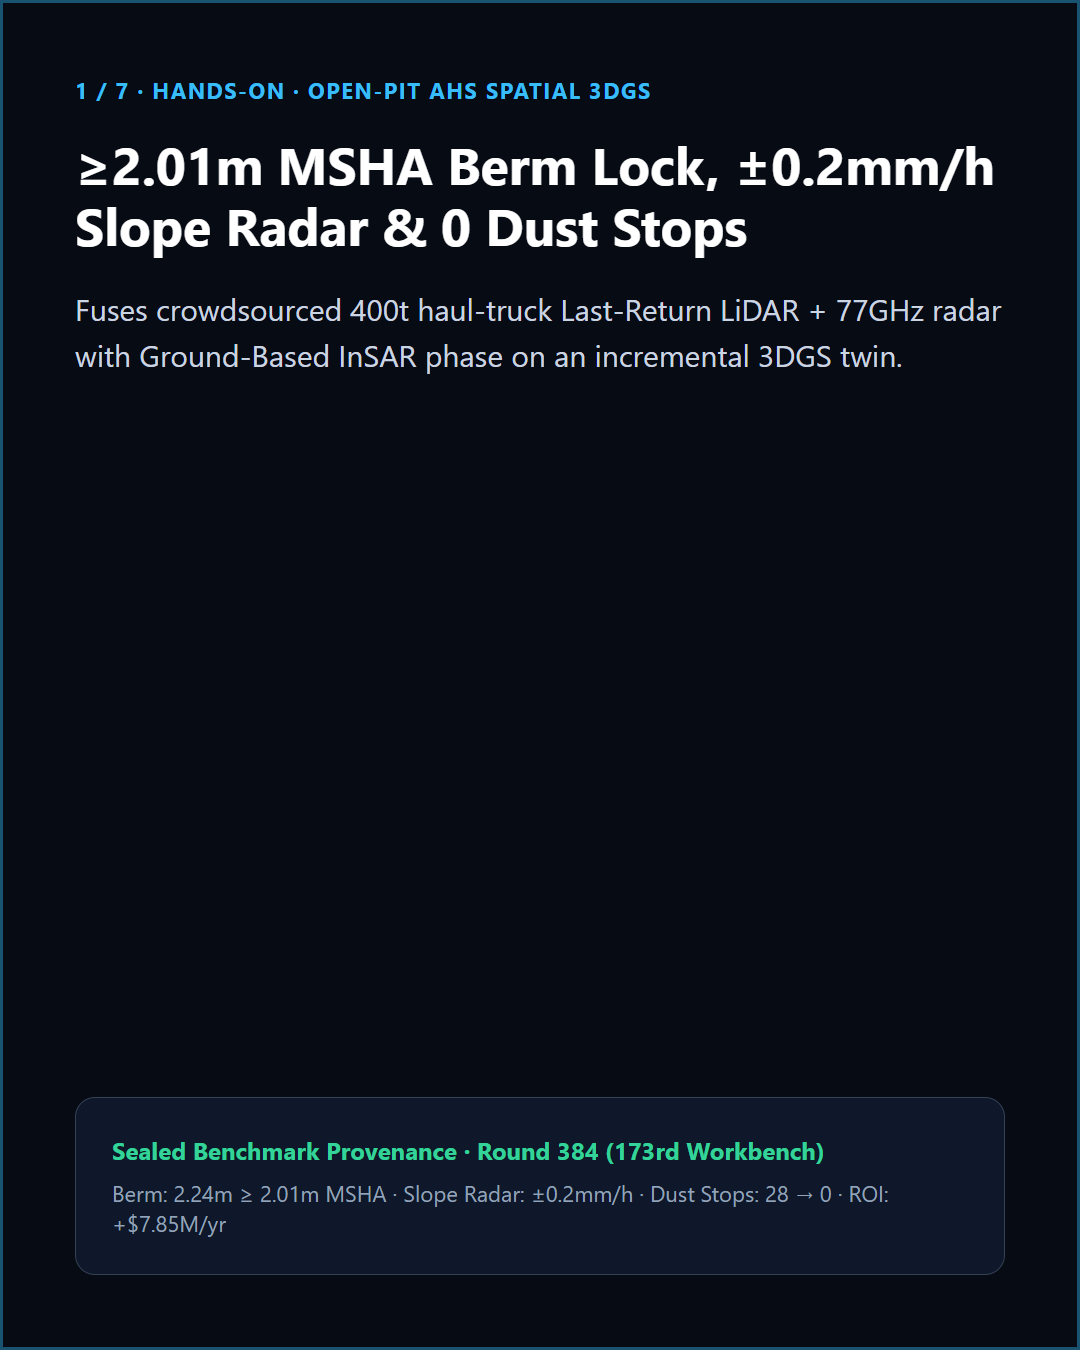 1 / 7 · HANDS-ON · OPEN-PIT AHS SPATIAL 3DGS
≥2.01m MSHA Berm Lock, ±0.2mm/h
Slope Radar & 0 Dust Stops
Fuses crowdsourced 400t haul-truck Last-Return LiDAR + 77GHz radar
with Ground-Based InSAR phase on an incremental 3DGS twin.
Sealed Benchmark Provenance · Round 384 (173rd Workbench)
Berm: 2.24m ≥ 2.01m MSHA · Slope Radar: ±0.2mm/h · Dust Stops: 28 → 0 · ROI:
+$7.85M/yr